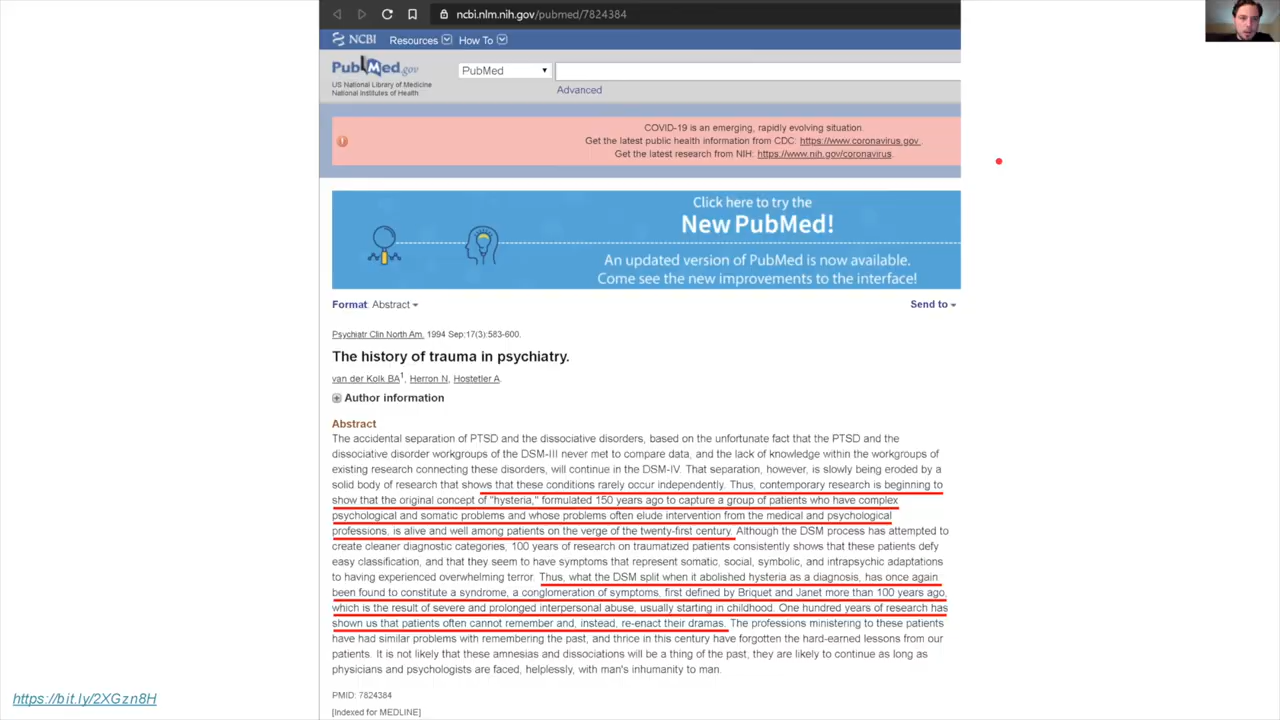 ncbi.nlm.nih.gov/pubmed/7824384
NCBI Resources How To
PubMed.gov
US National Library of Medicine
National Institutes of Health
PubMed
Advanced
COVID-19 is an emerging, rapidly evolving situation.
Get the latest public health information from CDC: https://www.coronavirus.gov.
Get the latest research from NIH: https://www.nih.gov/coronavirus.
Click here to try the
New PubMed!
An updated version of PubMed is now available.
Come see the new improvements to the interface!
Format: Abstract
Send to
Psychiatr Clin North Am. 1994 Sep;17(3):583-600.
The history of trauma in psychiatry.
van der Kolk BA1, Herron N, Hostetler A.
Author information
Abstract
The accidental separation of PTSD and the dissociative disorders, based on the unfortunate fact that the PTSD and the
dissociative disorder workgroups of the DSM-III never met to compare data, and the lack of knowledge within the workgroups of
existing research connecting these disorders, will continue in the DSM-IV. That separation, however, is slowly being eroded by a
solid body of research that shows that these conditions rarely occur independently. Thus, contemporary research is beginning to
show that the original concept of "hysteria," formulated 150 years ago to capture a group of patients who have complex
psychological and somatic problems and whose problems often elude intervention from the medical and psychological
professions, is alive and well among patients on the verge of the twenty-first century. Although the DSM process has attempted to
create cleaner diagnostic categories, 100 years of research on traumatized patients consistently shows that these patients defy
easy classification, and that they seem to have symptoms that represent somatic, social, symbolic, and intrapsychic adaptations
to having experienced overwhelming terror. Thus, what the DSM split when it abolished hysteria as a diagnosis, has once again
been found to constitute a syndrome, a conglomeration of symptoms, first defined by Briquet and Janet more than 100 years ago,
which is the result of severe and prolonged interpersonal abuse, usually starting in childhood. One hundred years of research has
shown us that patients often cannot remember and, instead, re-enact their dramas. The professions ministering to these patients
have had similar problems with remembering the past, and thrice in this century have forgotten the hard-earned lessons from our
patients. It is not likely that these amnesias and dissociations will be a thing of the past, they are likely to continue as long as
physicians and psychologists are faced, helplessly, with man's inhumanity to man.
PMID: 7824384
[Indexed for MEDLINE]
https://bit.ly/2XGzn8H